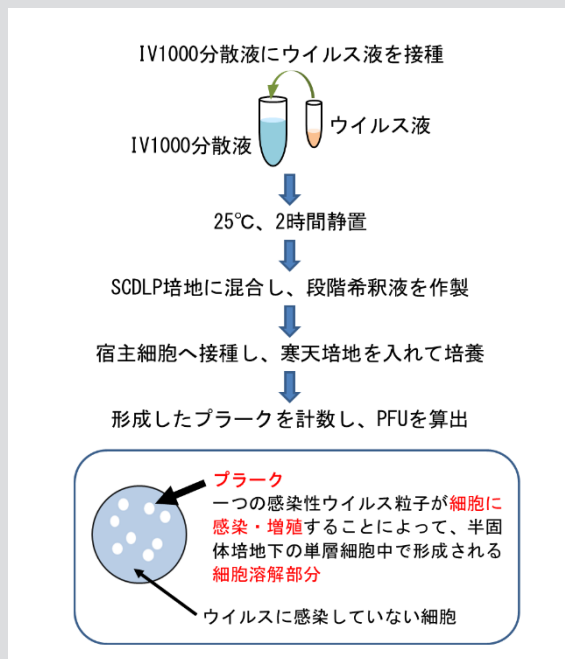 IV1000分散液にウイルス液を接種
ウイルス液
IV1000分散液
25℃、2時間静置
SCDLP培地に混合し、段階希釈液を作製
宿主細胞へ接種し、寒天培地を入れて培養
形成したプラークを計数し、PFUを算出
プラーク
一つの感染性ウイルス粒子が細胞に
感染・増殖することによって、半固
体培地下の単層細胞中で形成される
細胞溶解部分
ウイルスに感染していない細胞